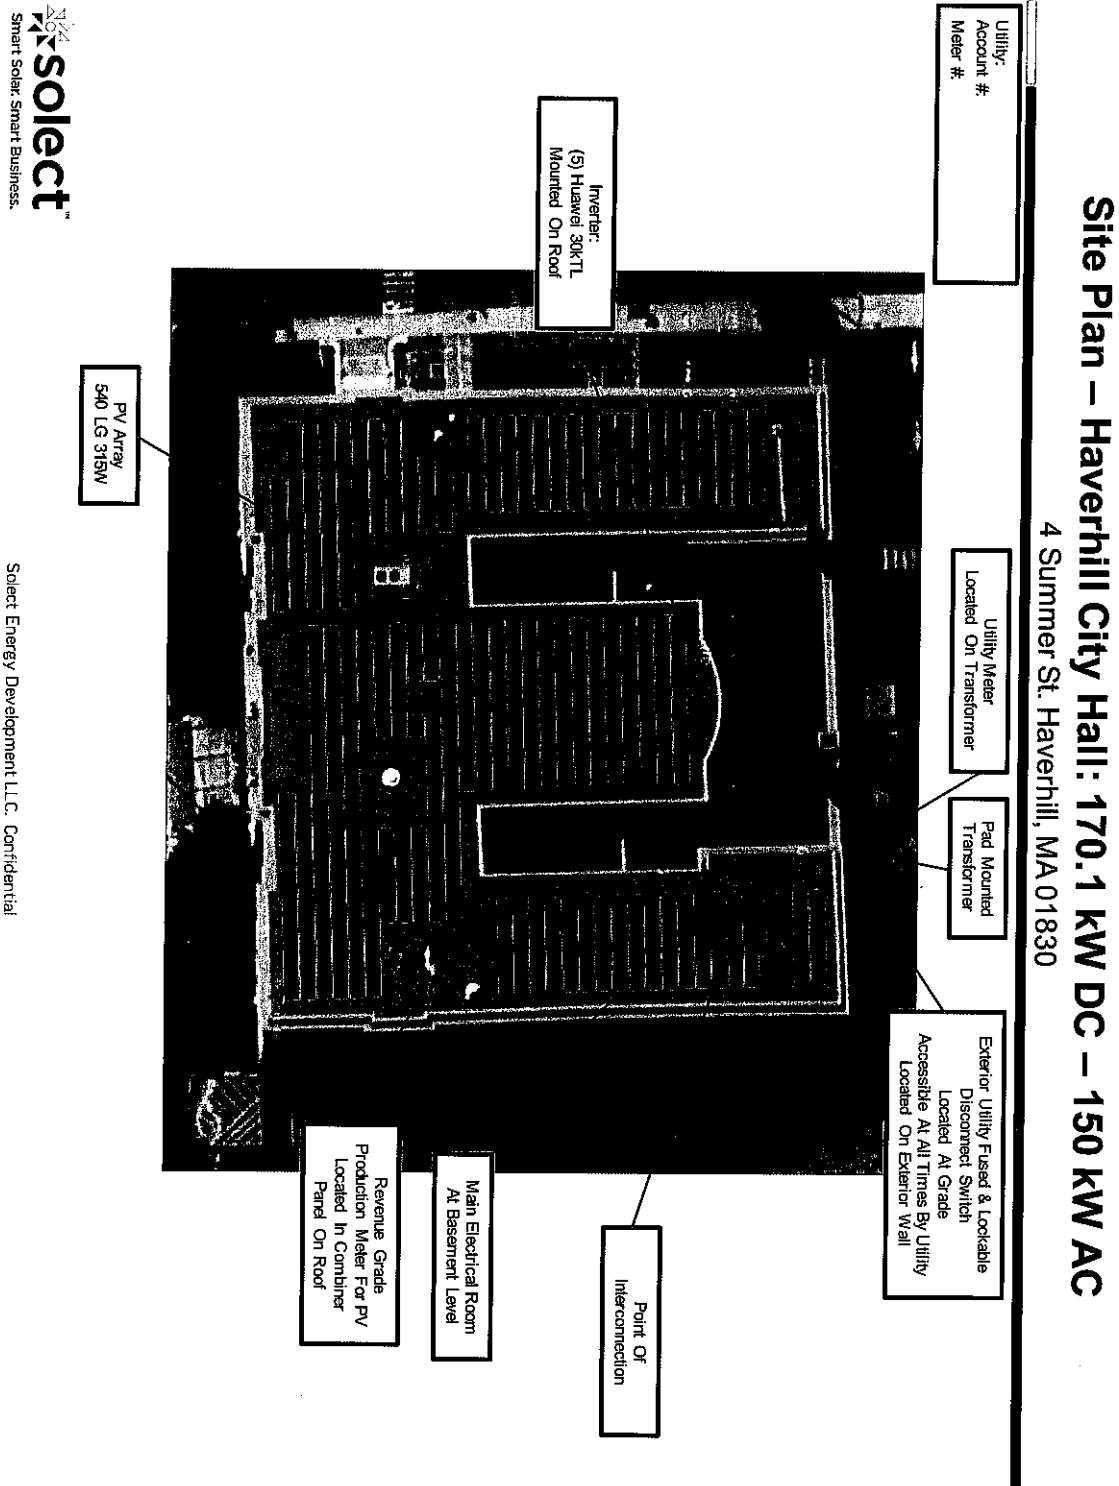 Site Plan – Haverhill City Hall: 170.1 kW DC – 150 kW AC
4 Summer St. Haverhill, MA 01830
Utility:
Account #:
Meter #:
Utility Meter
Located On Transformer
Pad Mounted
Transformer
Exterior Utility Fused & Lockable
Disconnect Switch
Located At Grade
Accessible At All Times By Utility
Located On Exterior Wall
Inverter:
(5) Huawei 30kTL
Mounted On Roof
Point Of
Interconnection
Main Electrical Room
At Basement Level
Revenue Grade
Production Meter For PV
Located In Combiner
Panel On Roof
PV Array
540 LG 315W
solect™
Smart Solar. Smart Business.
Solect Energy Development LLC. Confidential